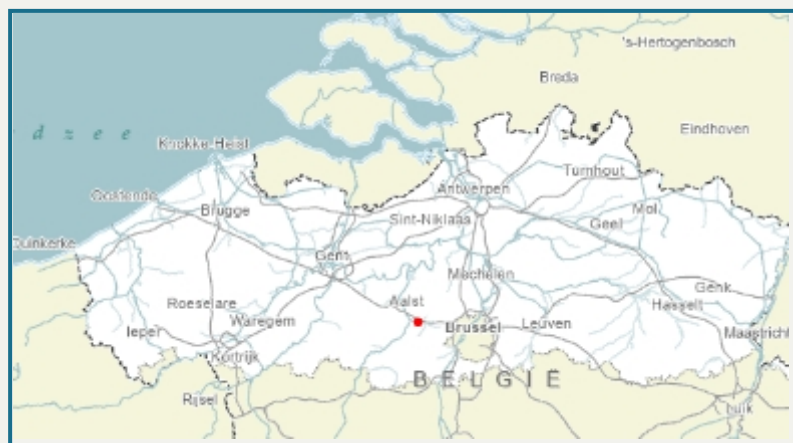 's-Hertogenbosch
Breda
dzee
Eindhoven
Knokke-Heist
Turnhout
Antwerpen
Oostende
Brugge
Mol
Sint-Niklaas
Geel
Duinkerke
Gent
Mechelen
Genk
Roeselare
Aalst
Hasselt
Ieper
Waregem
Brussel
Leuven
Maastricht
Kortrijk
BELGIË
Rijsel
Luik